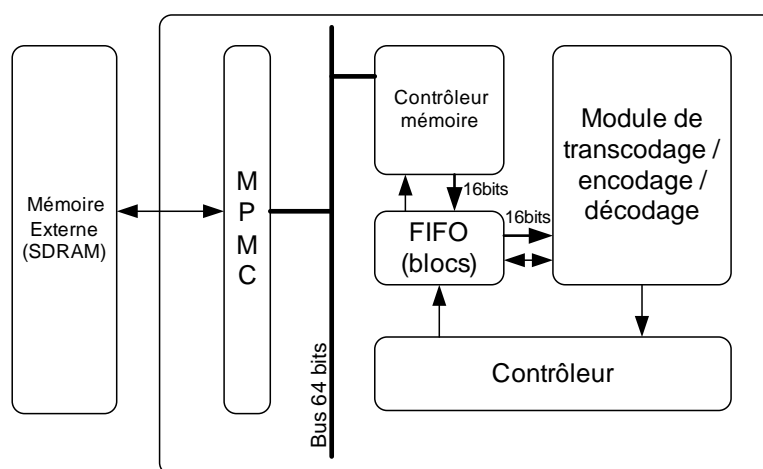 Mémoire
Externe
(SDRAM)
M
P
M
C
Bus 64 bits
Contrôleur
mémoire
16bits
FIFO
(blocs)
16bits
Module de
transcodage /
encodage /
décodage
Contrôleur